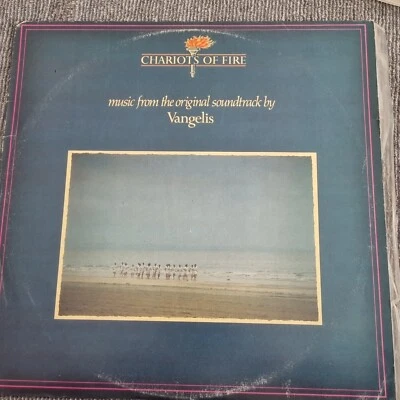 CHARIOTS OF FIRE
music from the original soundtrack by
Vangelis